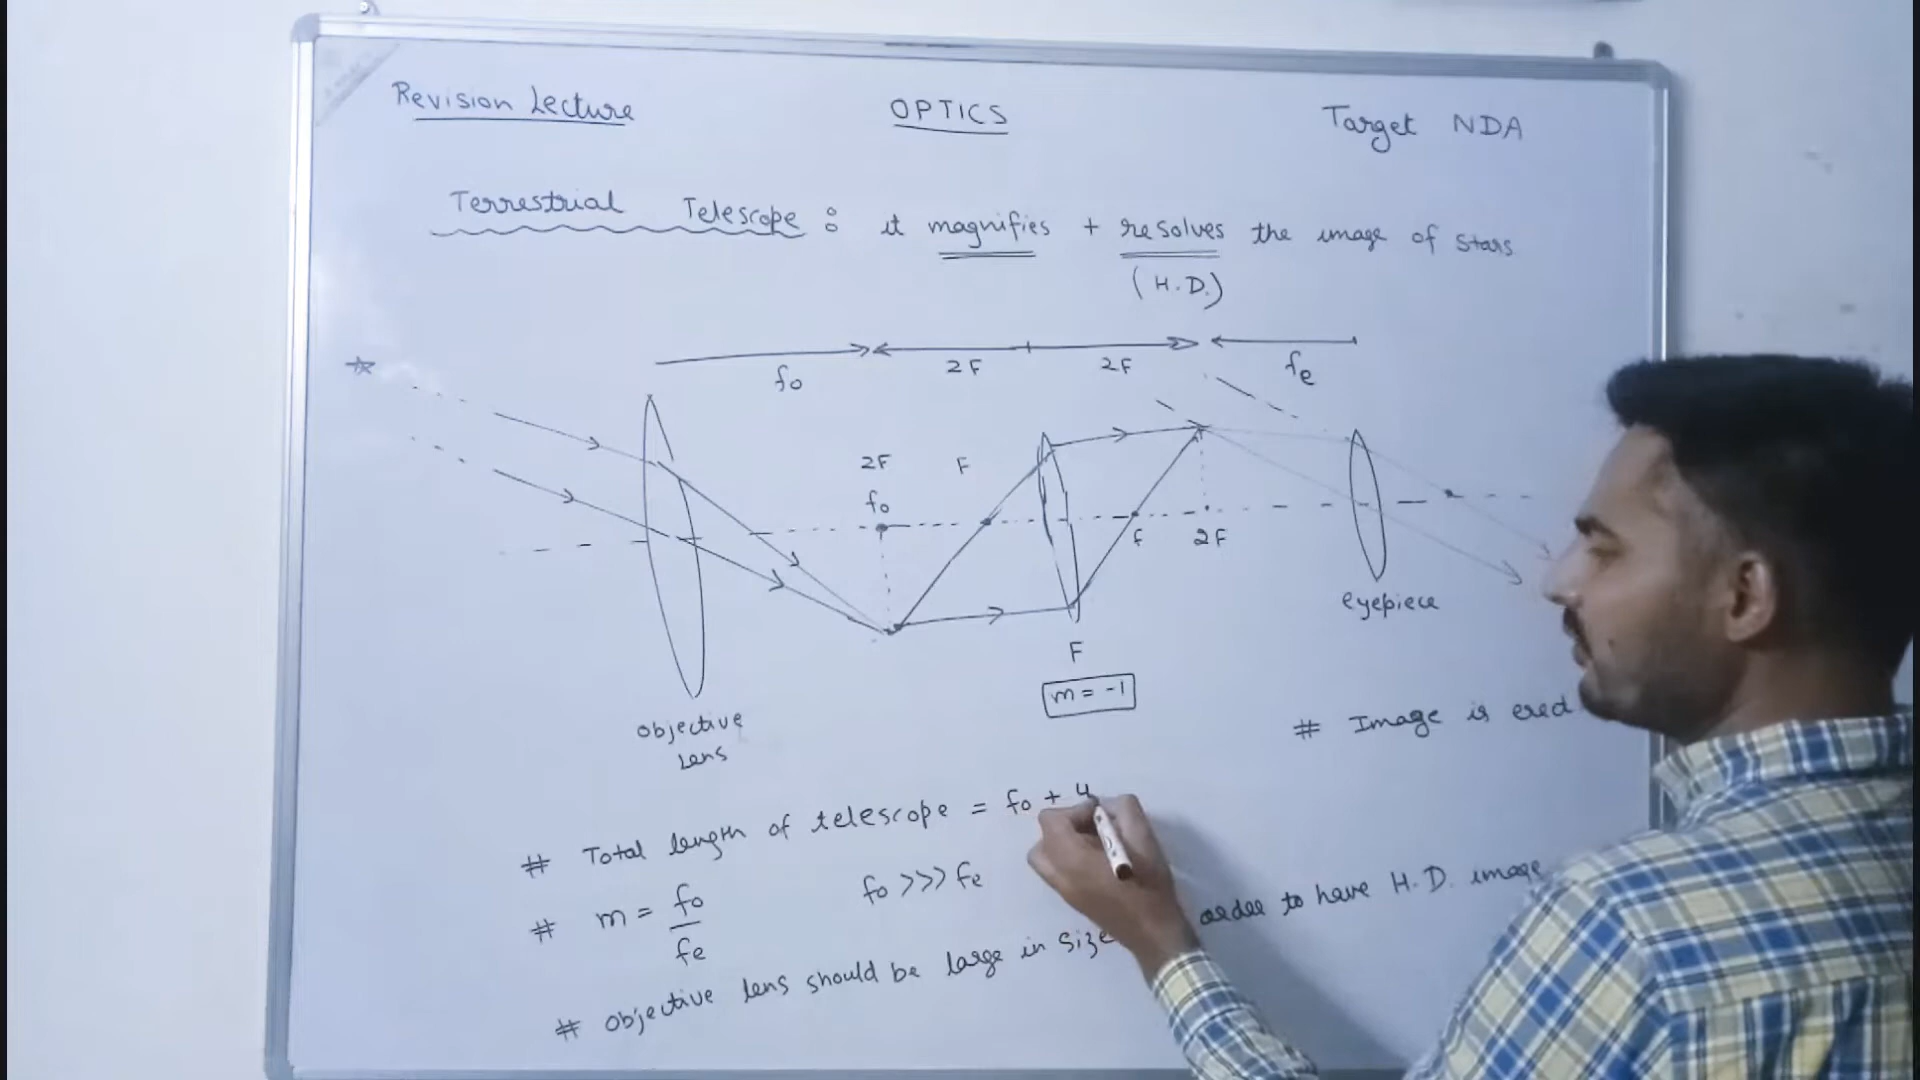 Revision Lecture OPTICS Target NDA
Terrestrial Telescope : it magnifies + resolves the image of stars
(H.D.)
fo 2F 2F fe
2F F
fo
f 2F
eyepiece
F
m = -1
objective
Lens
# Image is erect
# Total length of telescope = fo + 4
# m = fo / fe fo >>> fe
# objective lens should be large in size order to have H.D. image